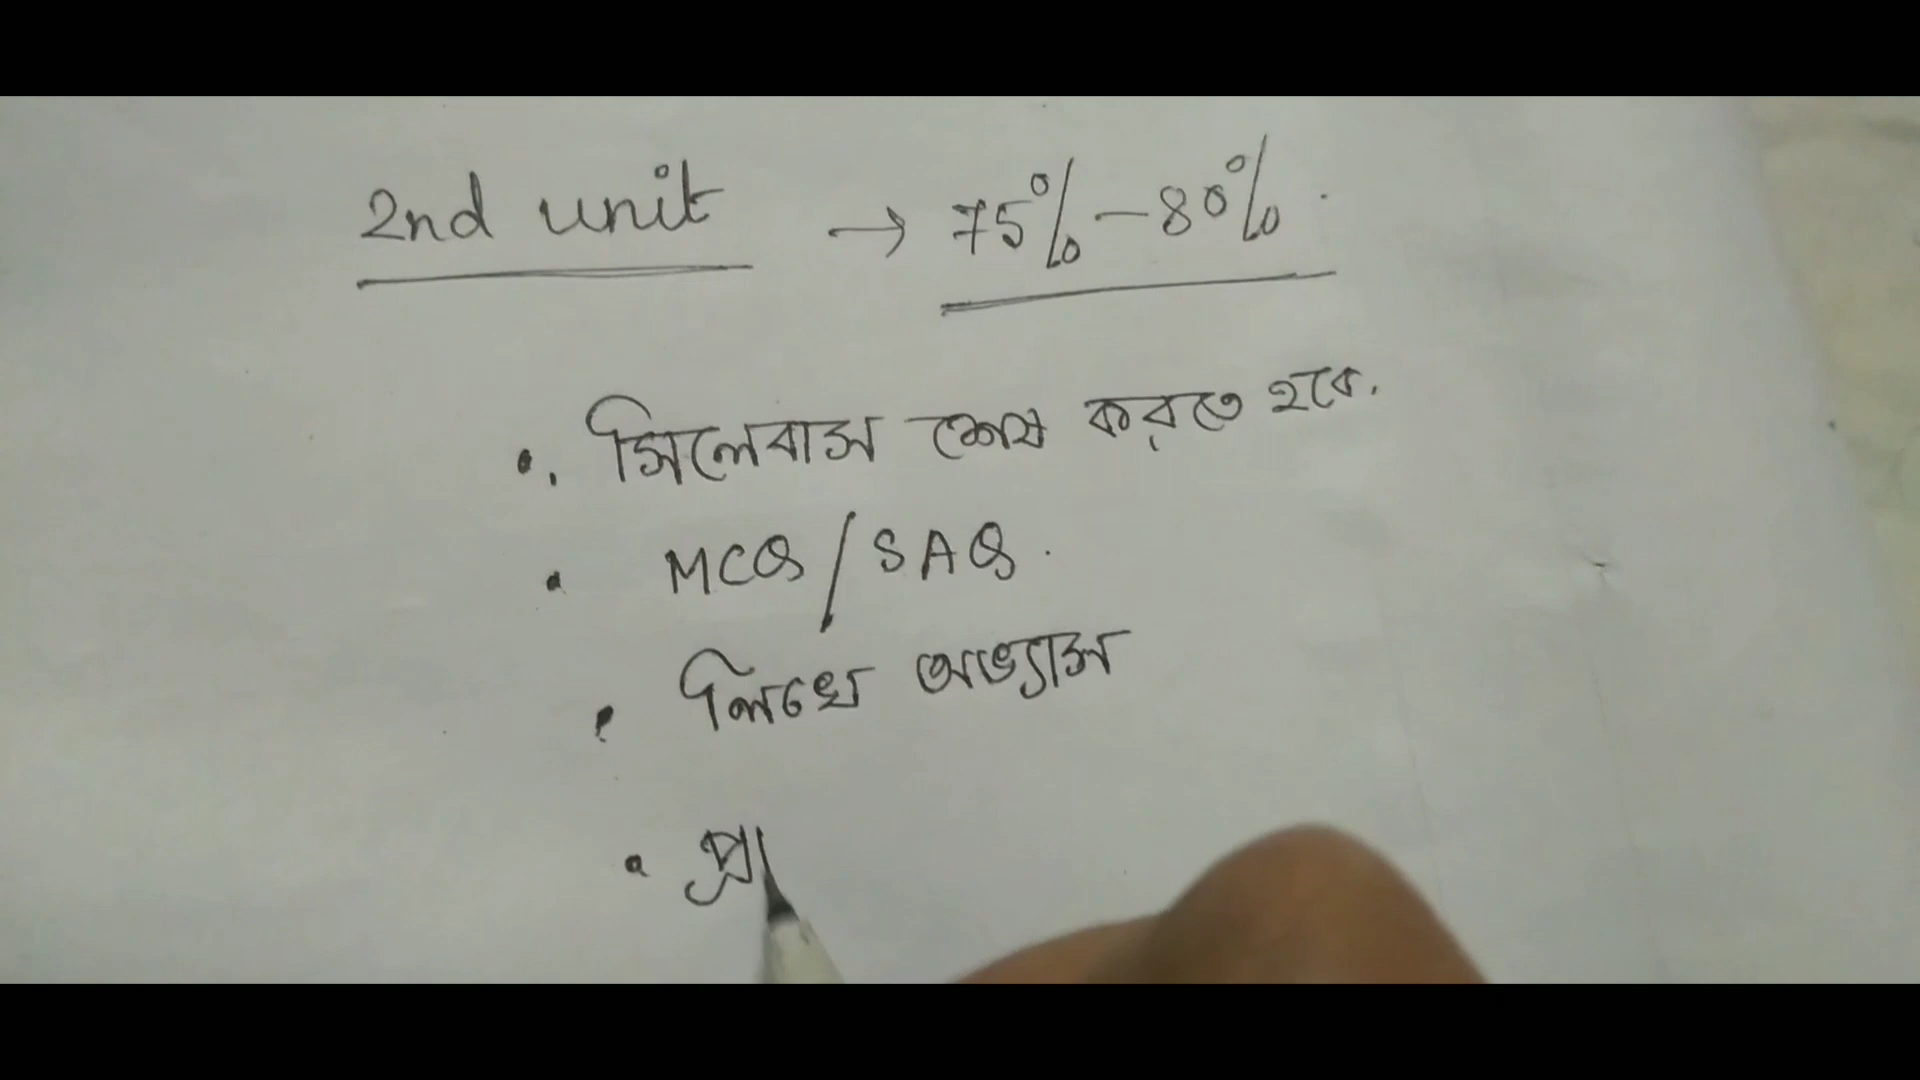 2nd unit → 75% - 80%.
• সিলেবাস শেষ করতে হবে.
• MCQ / SAQ.
• লিখে অভ্যাস
• প্রা